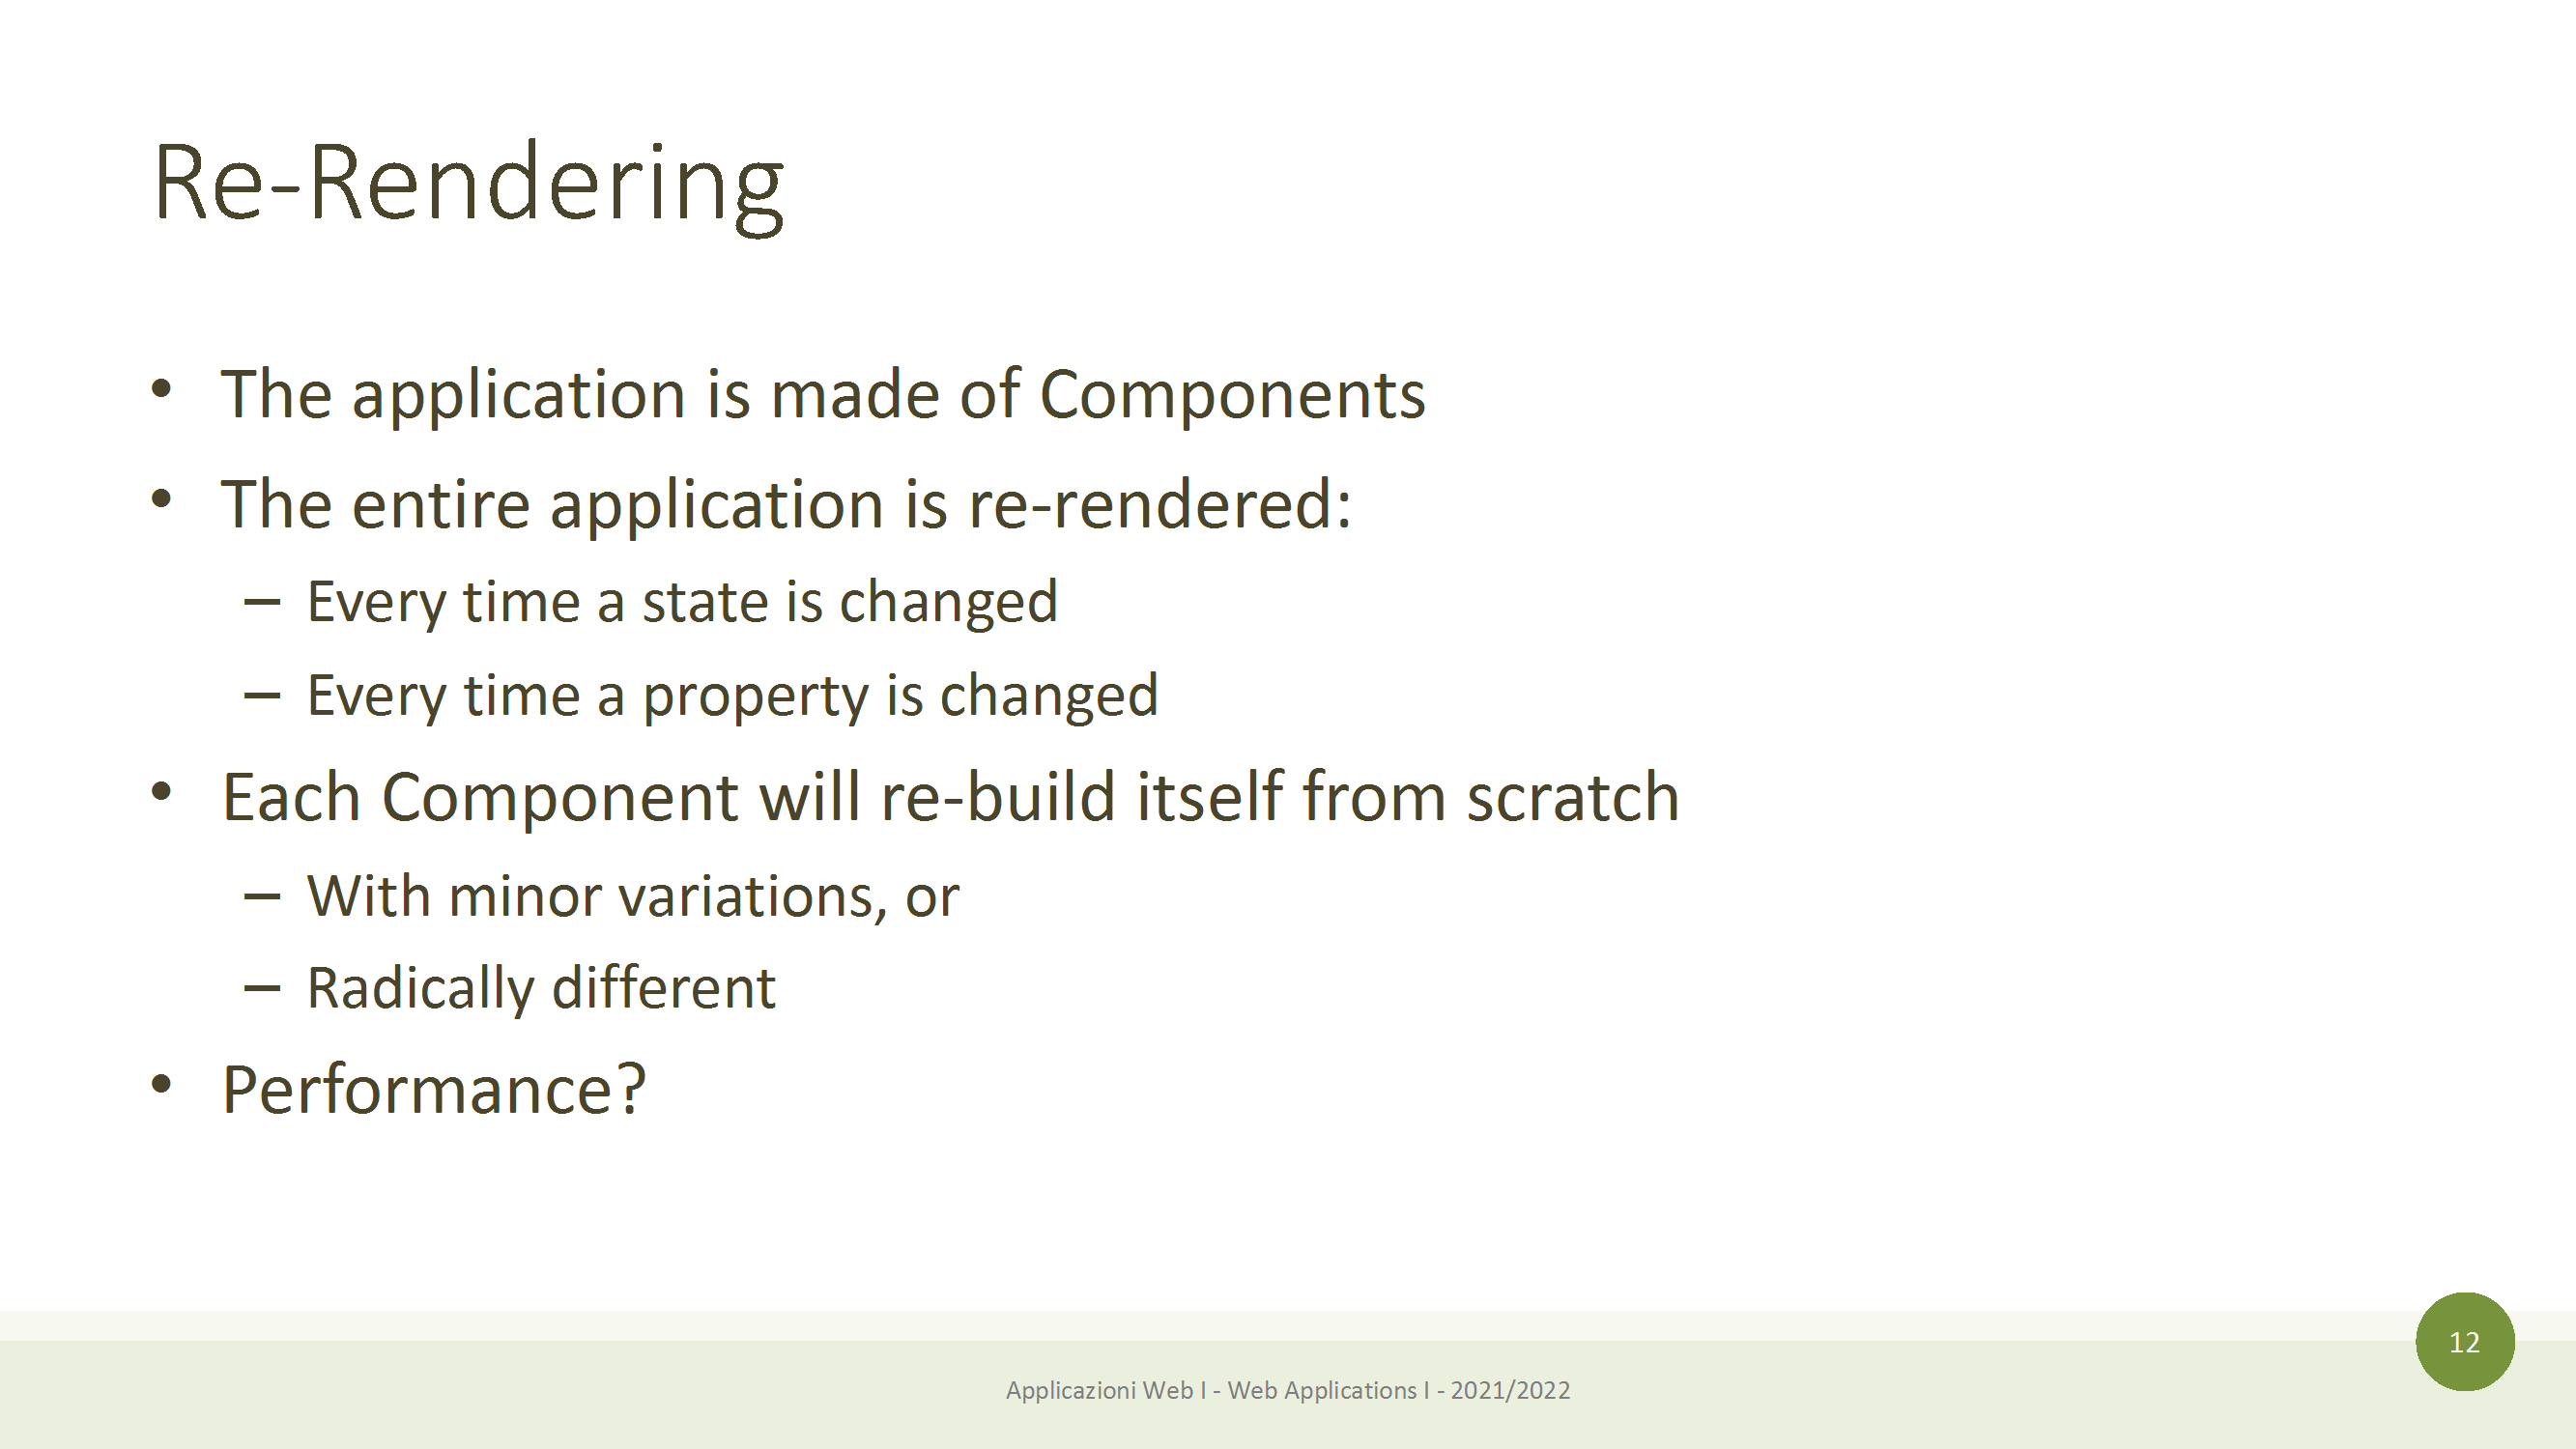 Re-Rendering
• The application is made of Components
• The entire application is re-rendered:
– Every time a state is changed
– Every time a property is changed
• Each Component will re-build itself from scratch
– With minor variations, or
– Radically different
• Performance?
12
Applicazioni Web I - Web Applications I - 2021/2022